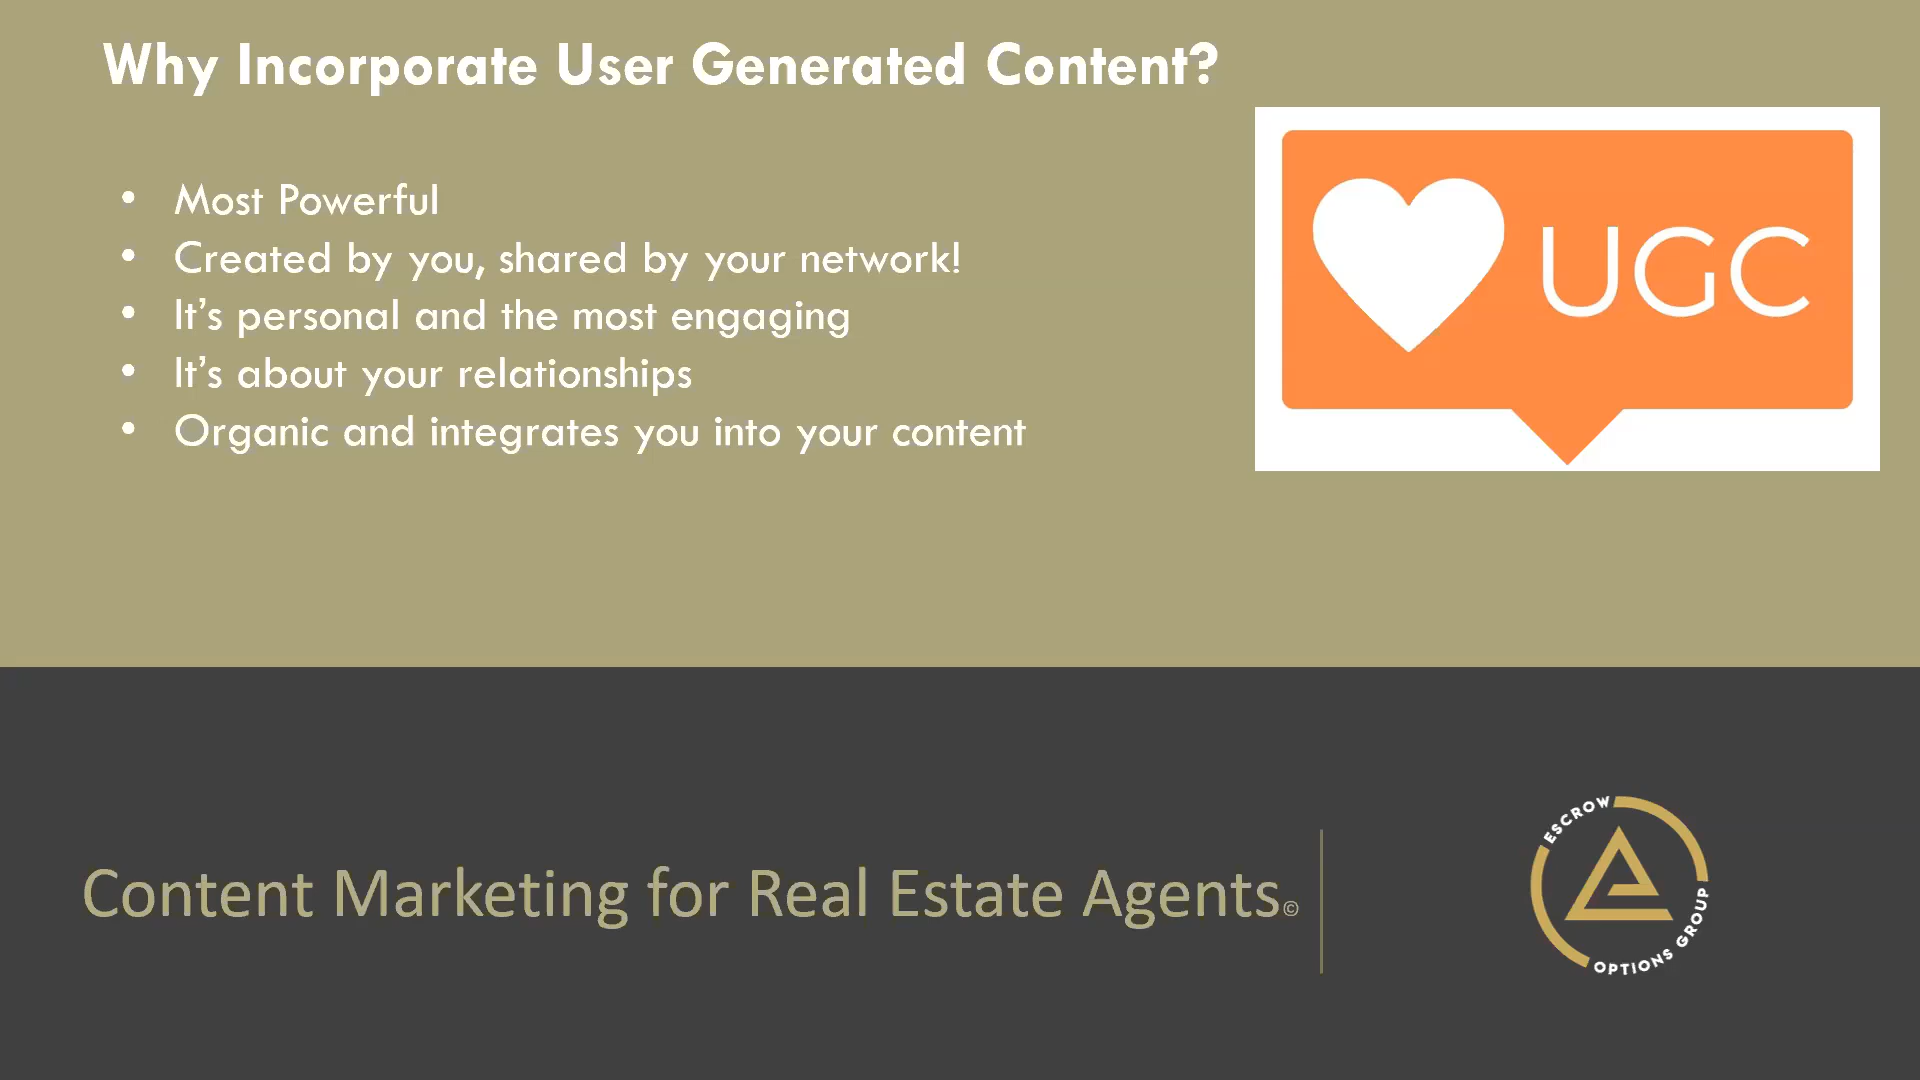 Why Incorporate User Generated Content?
• Most Powerful
• Created by you, shared by your network!
• It’s personal and the most engaging
• It’s about your relationships
• Organic and integrates you into your content
UGC
Content Marketing for Real Estate Agents©
ESCROW
OPTIONS GROUP